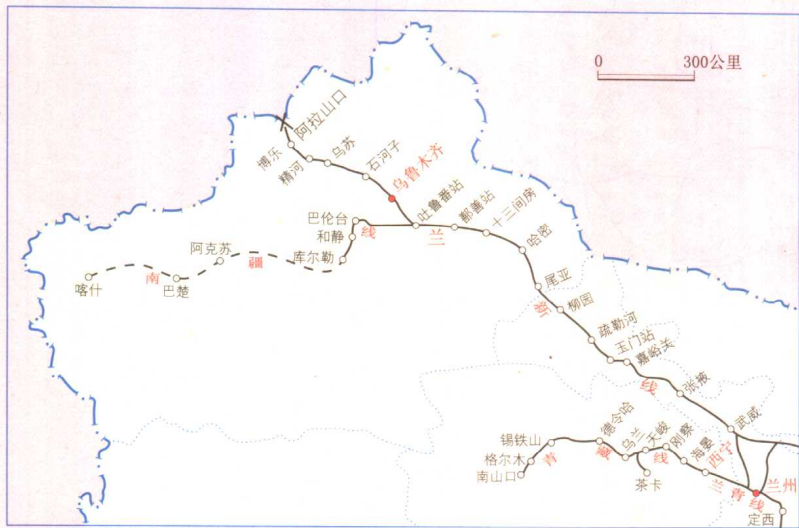 0 300公里
阿拉山口
博乐
精河
乌苏
石河子
乌鲁木齐
吐鲁番站
鄯善站
十三间房
哈密
尾亚
柳园
疏勒河
玉门站
嘉峪关
张掖
武威
兰
新
线
巴伦台
和静
库尔勒
阿克苏
巴楚
喀什
南
疆
线
锡铁山
格尔木
南山口
德令哈
乌兰
天峻
刚察
海晏
西宁
茶卡
青
藏
线
兰
青
线
兰州
定西